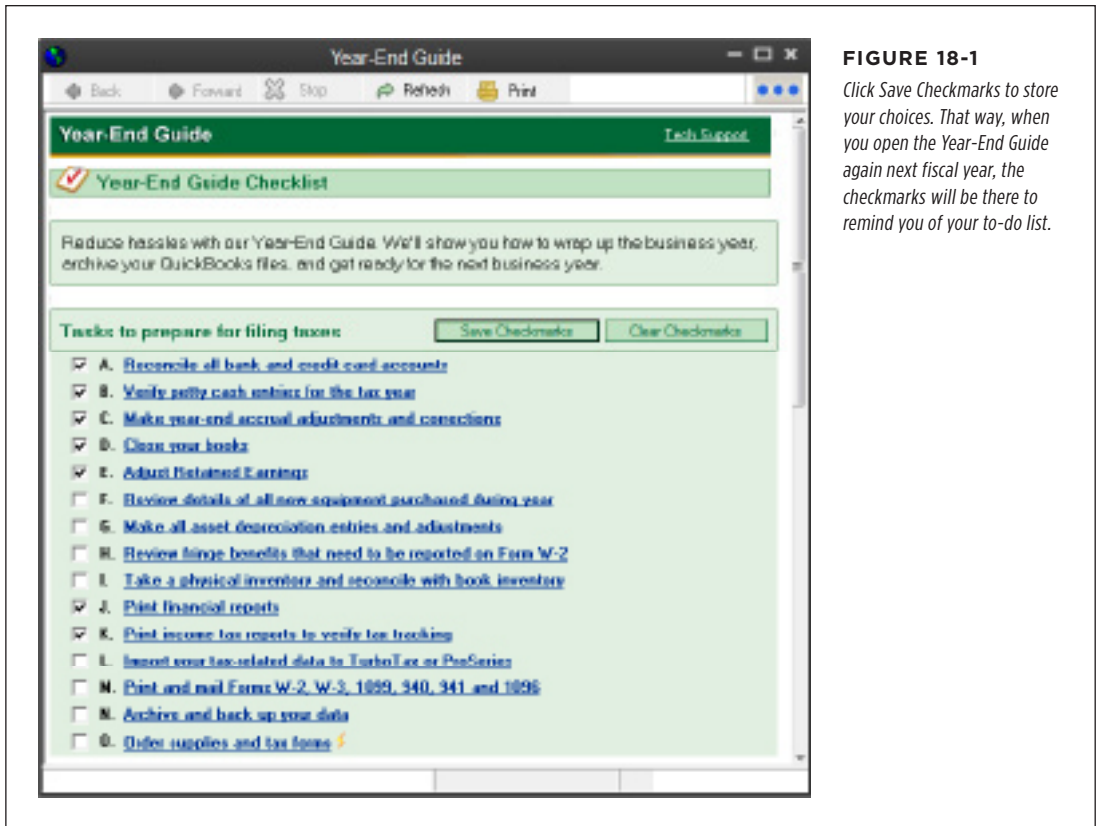 Year-End Guide
Back Forward Stop Refresh Print
Year-End Guide Tech Support
Year-End Guide Checklist
Reduce hassles with our Year-End Guide. We'll show you how to wrap up the business year,
archive your QuickBooks files, and get ready for the next business year.
Tasks to prepare for filing taxes Save Checkmarks Clear Checkmarks
A. Reconcile all bank and credit card accounts
B. Verify petty cash entries for the tax year
C. Make year-end accrual adjustments and corrections
D. Close your books
E. Adjust Retained Earnings
F. Review details of all new equipment purchased during year
G. Make all asset depreciation entries and adjustments
H. Review fringe benefits that need to be reported on Form W-2
I. Take a physical inventory and reconcile with book inventory
J. Print financial reports
K. Print income tax reports to verify tax tracking
L. Import your tax-related data to TurboTax or ProSeries
M. Print and mail Forms W-2, W-3, 1099, 940, 941 and 1096
N. Archive and back up your data
O. Order supplies and tax forms
FIGURE 18-1
Click Save Checkmarks to store
your choices. That way, when
you open the Year-End Guide
again next fiscal year, the
checkmarks will be there to
remind you of your to-do list.